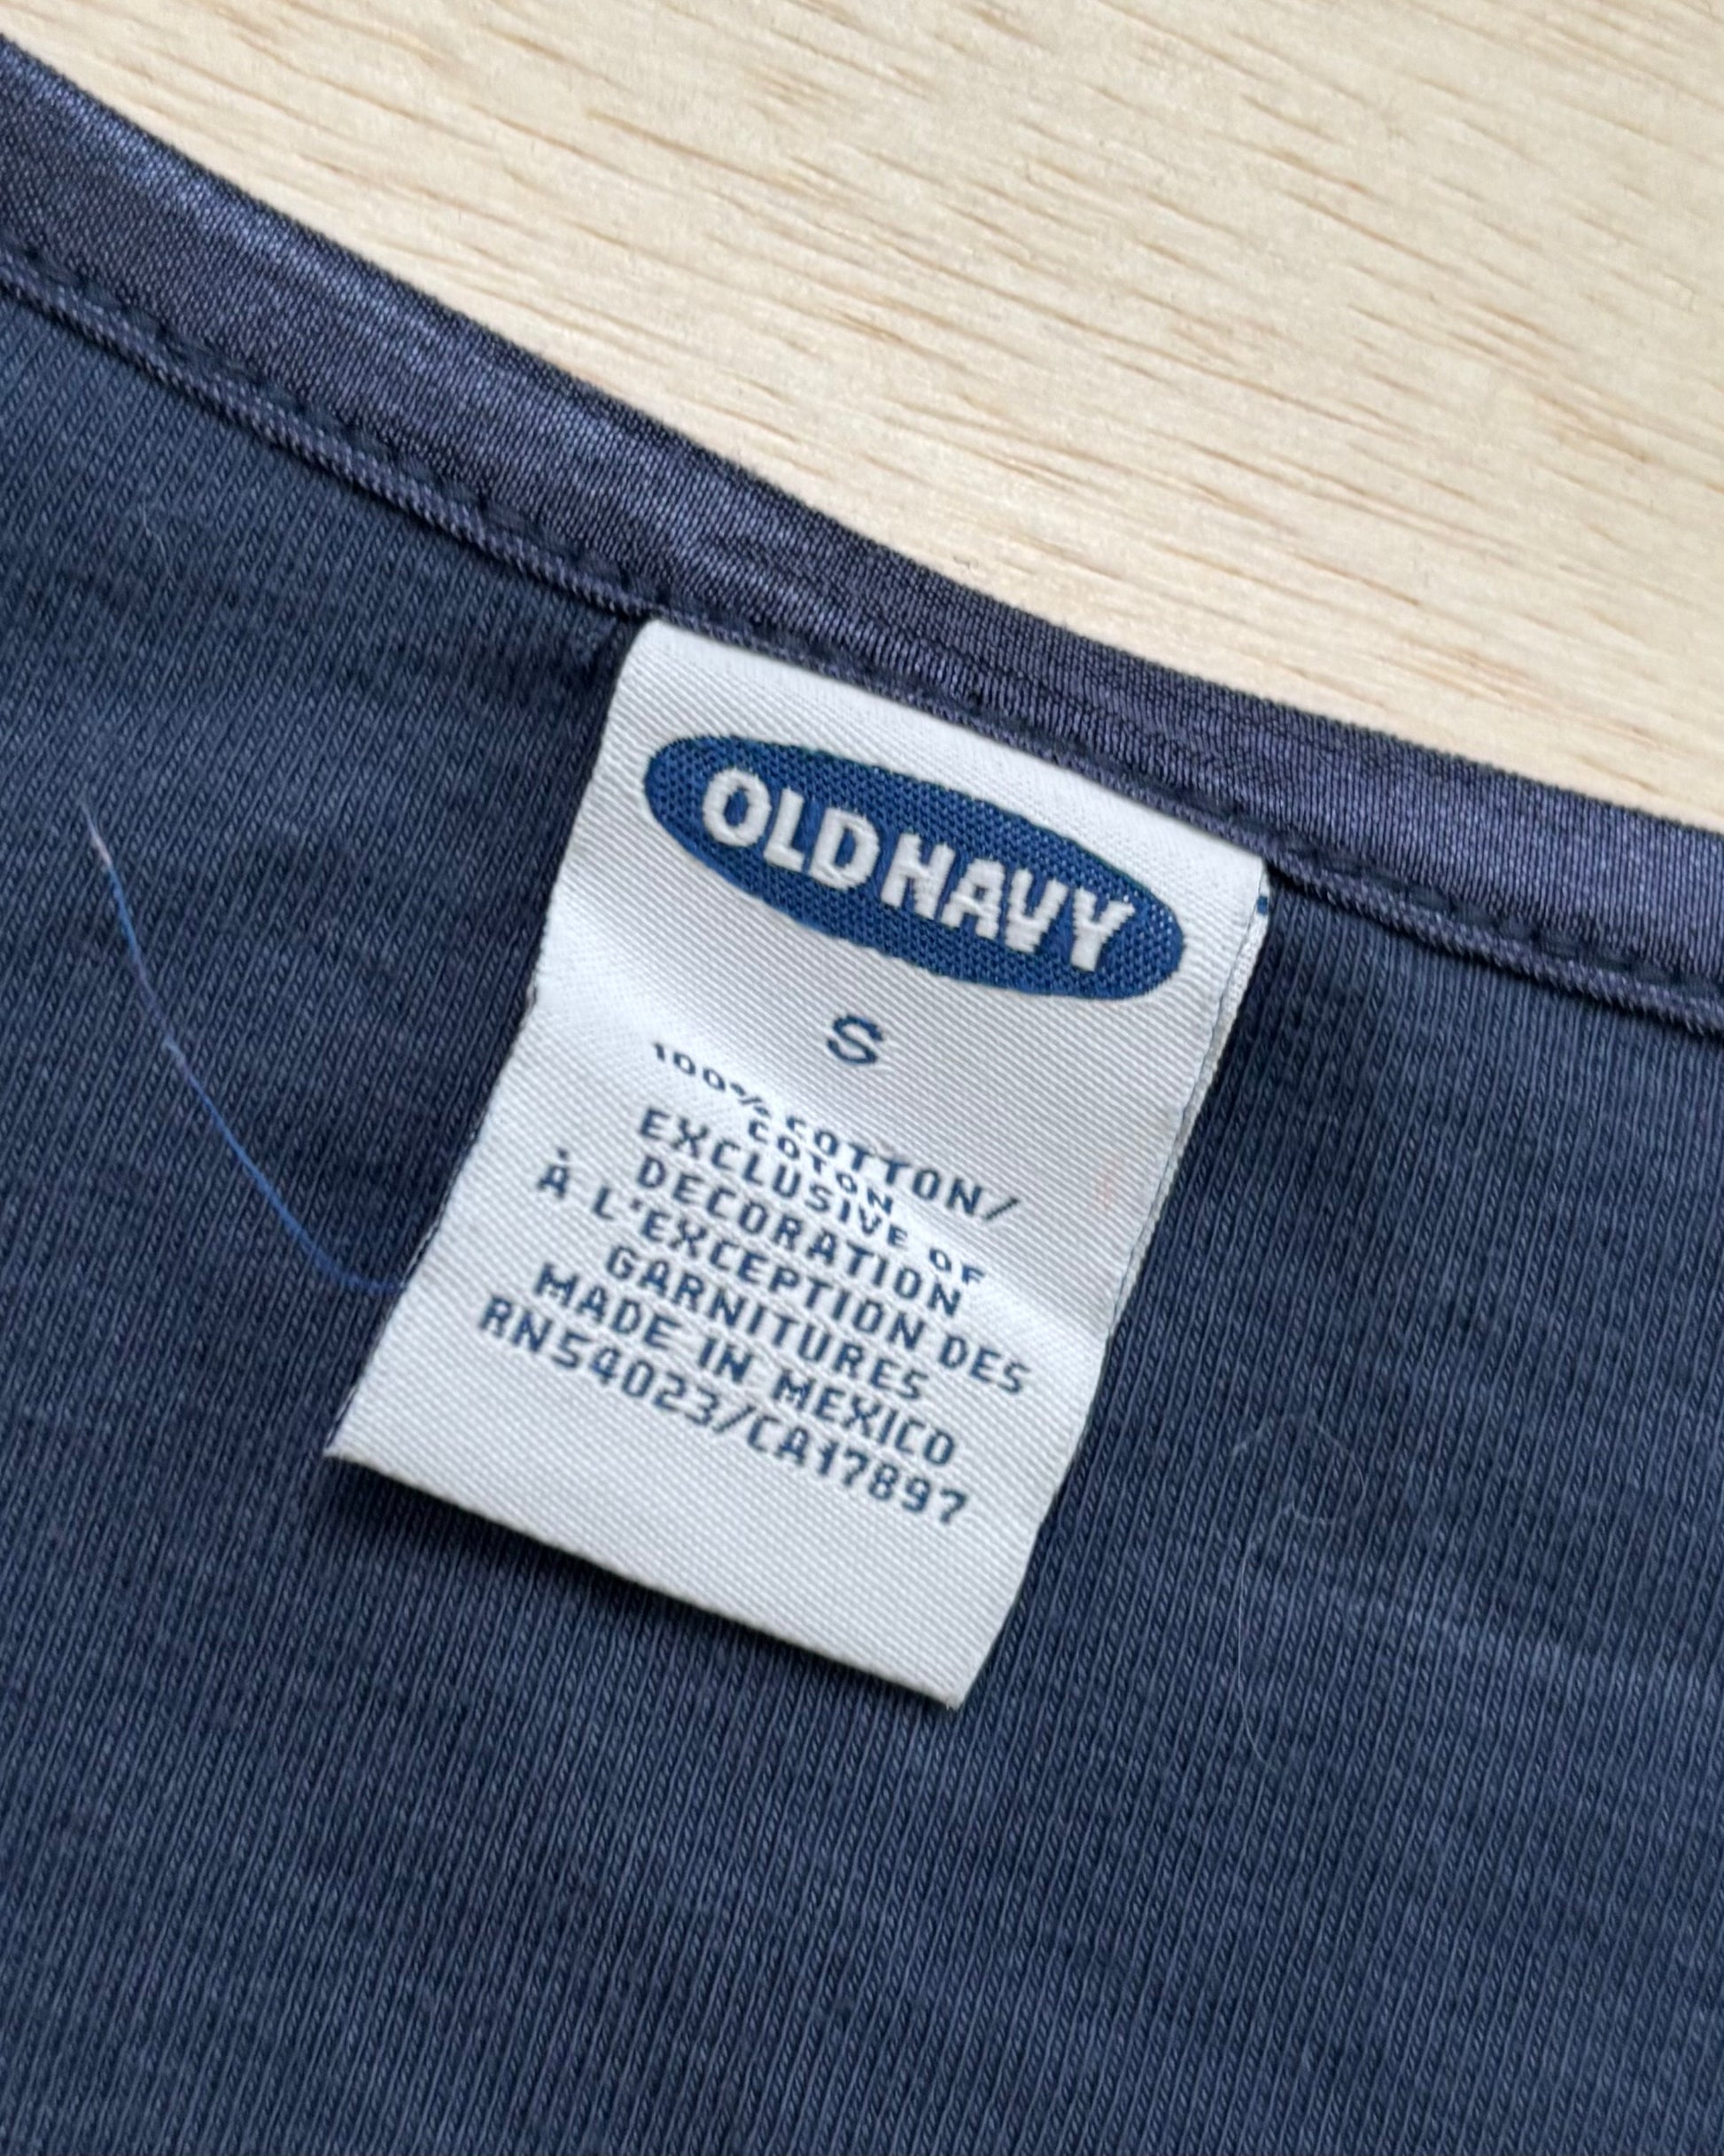 OLD NAVY
S
100% COTTON/
COTON
EXCLUSIVE OF
DECORATION
À L'EXCEPTION DES
GARNITURES
MADE IN MEXICO
RN54023/CA17897